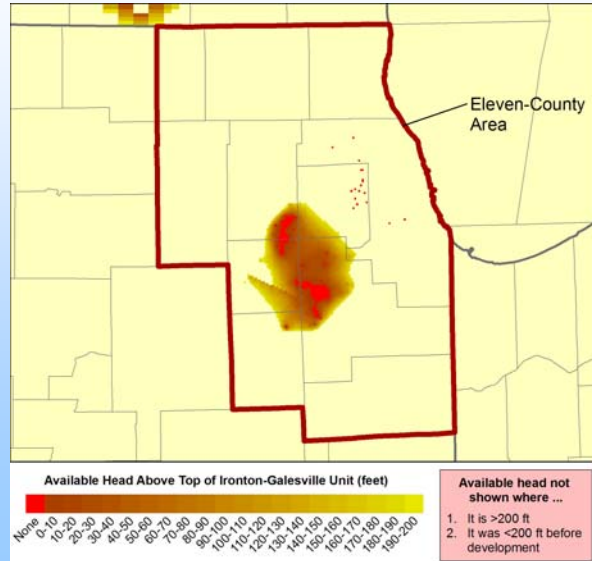 Eleven-County
Area
Available Head Above Top of Ironton-Galesville Unit (feet)
None
0-10
10-20
20-30
30-40
40-50
50-60
60-70
70-80
80-90
90-100
100-110
110-120
120-130
130-140
140-150
150-160
160-170
170-180
180-190
190-200
Available head not
shown where ...
1. It is >200 ft
2. It was <200 ft before
development